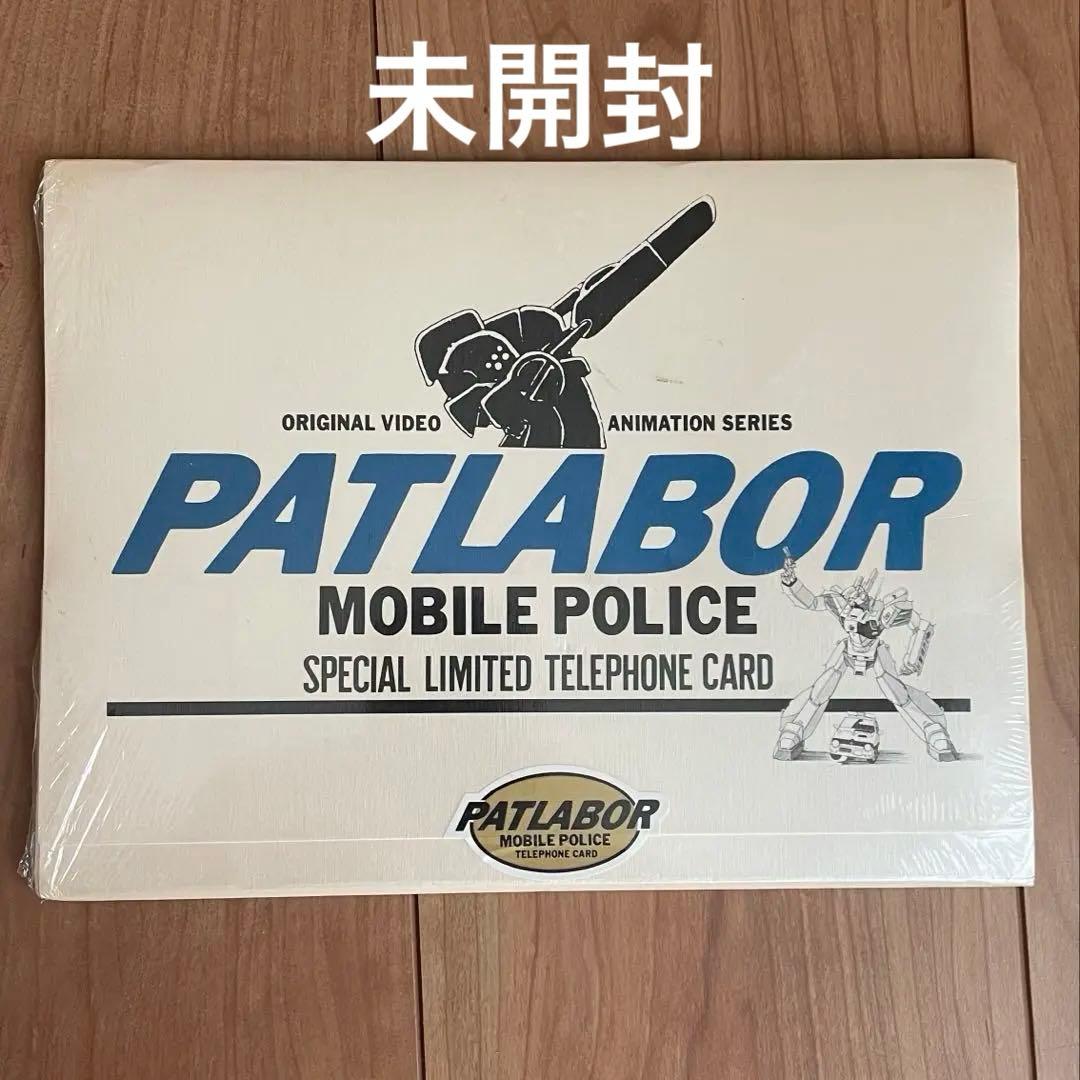 未開封
ORIGINAL VIDEO ANIMATION SERIES
PATLABOR
MOBILE POLICE
SPECIAL LIMITED TELEPHONE CARD
PATLABOR
MOBILE POLICE
TELEPHONE CARD